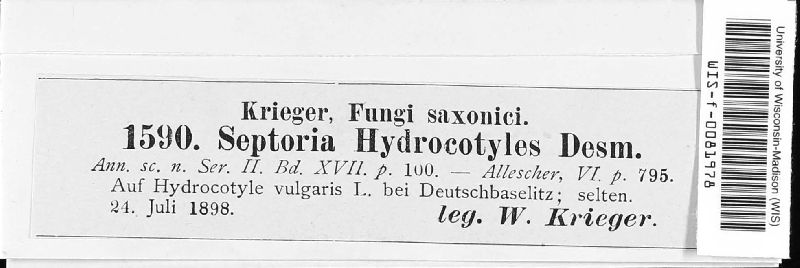 Krieger, Fungi saxonici.
1590. Septoria Hydrocotyles Desm.
Ann. sc. n. Ser. II. Bd. XVII. p. 100. — Allescher, VI. p. 795.
Auf Hydrocotyle vulgaris L. bei Deutschbaselitz; selten.
24. Juli 1898.
leg. W. Krieger.
WIS-f-0081978
University of Wisconsin-Madison (WIS)